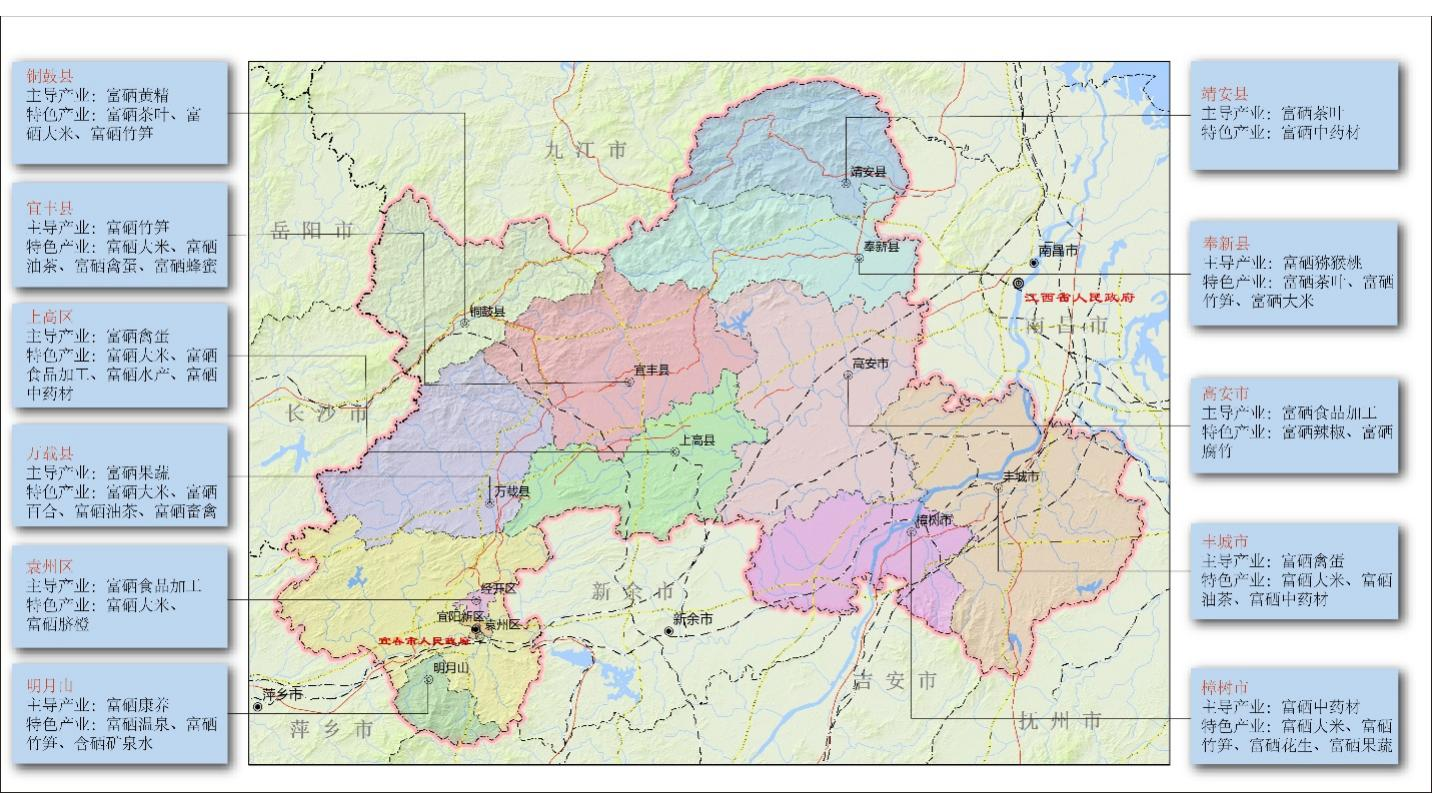 铜鼓县
主导产业：富硒黄精
特色产业：富硒茶叶、富
硒大米、富硒竹笋
宜丰县
主导产业：富硒竹笋
特色产业：富硒大米、富硒
油茶、富硒禽蛋、富硒蜂蜜
上高区
主导产业：富硒禽蛋
特色产业：富硒大米、富硒
食品加工、富硒水产、富硒
中药材
万载县
主导产业：富硒果蔬
特色产业：富硒大米、富硒
百合、富硒油茶、富硒畜禽
袁州区
主导产业：富硒食品加工
特色产业：富硒大米、
富硒脐橙
明月山
主导产业：富硒康养
特色产业：富硒温泉、富硒
竹笋、含硒矿泉水
九江市
岳阳市
长沙市
靖安县
奉新县
南昌市
江西省人民政府
南昌市
铜鼓县
宜丰县
高安市
上高县
万载县
丰城市
樟树市
经开区
宜阳新区
袁州区
宜春市人民政府
明月山
新余市
新余市
萍乡市
萍乡市
吉安市
抚州市
靖安县
主导产业：富硒茶叶
特色产业：富硒中药材
奉新县
主导产业：富硒猕猴桃
特色产业：富硒茶叶、富硒
竹笋、富硒大米
高安市
主导产业：富硒食品加工
特色产业：富硒辣椒、富硒
腐竹
丰城市
主导产业：富硒禽蛋
特色产业：富硒大米、富硒
油茶、富硒中药材
樟树市
主导产业：富硒中药材
特色产业：富硒大米、富硒
竹笋、富硒花生、富硒果蔬